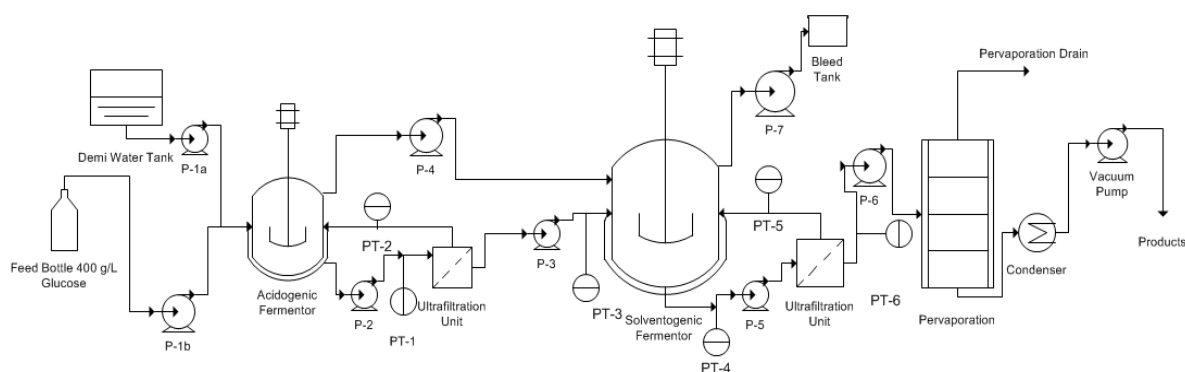 Demi Water Tank
P-1a
Feed Bottle 400 g/L
Glucose
P-1b
Acidogenic
Fermentor
P-4
PT-2
P-2
PT-1
Ultrafiltration
Unit
P-3
PT-3
Solventogenic
Fermentor
PT-4
P-5
PT-5
Ultrafiltration
Unit
P-7
Bleed
Tank
P-6
PT-6
Pervaporation Drain
Pervaporation
Condenser
Vacuum
Pump
Products